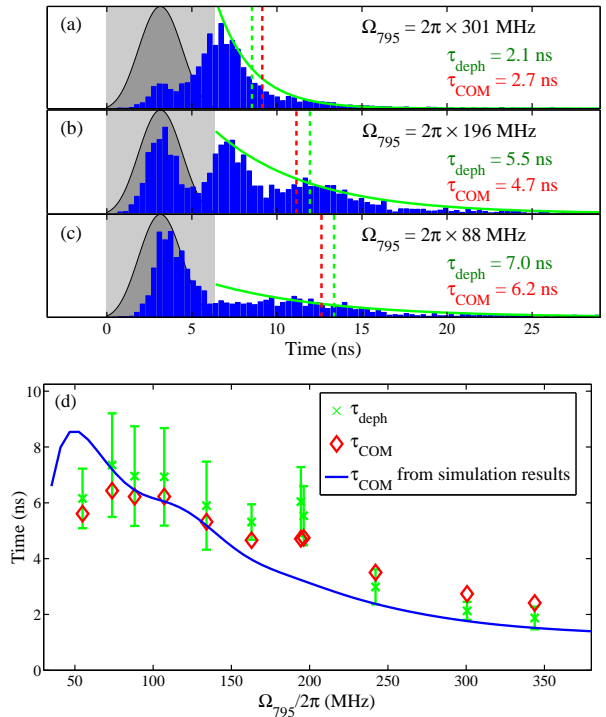 (a)
Ω795 = 2π × 301 MHz
τdeph = 2.1 ns
τCOM = 2.7 ns
(b)
Ω795 = 2π × 196 MHz
τdeph = 5.5 ns
τCOM = 4.7 ns
(c)
Ω795 = 2π × 88 MHz
τdeph = 7.0 ns
τCOM = 6.2 ns
0 5 10 15 20 25
Time (ns)
(d)
τdeph
τCOM
τCOM from simulation results
10
8
6
4
2
0
Time (ns)
50 100 150 200 250 300 350
Ω795/2π (MHz)